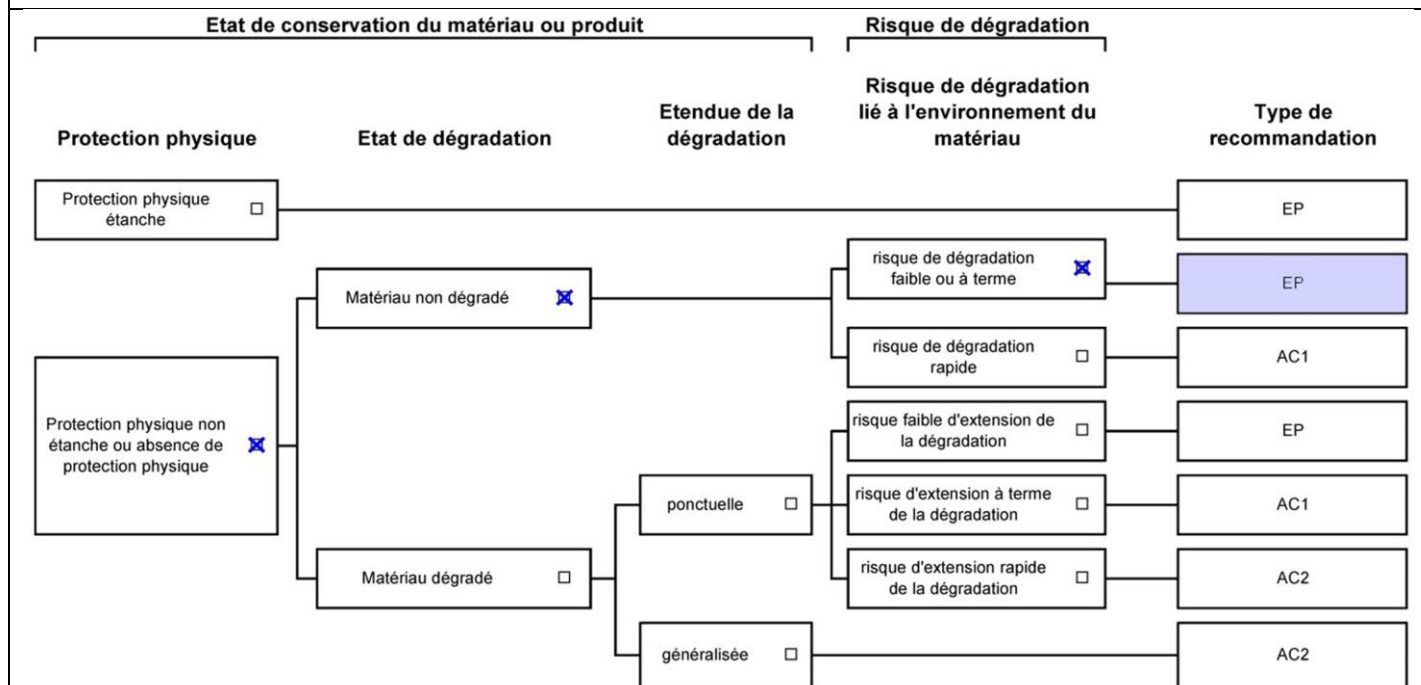 Etat de conservation du matériau ou produit
Risque de dégradation
Protection physique
Etat de dégradation
Etendue de la
dégradation
Risque de dégradation
lié à l'environnement du
matériau
Type de
recommandation
Protection physique
étanche
EP
risque de dégradation
faible ou à terme
EP
Matériau non dégradé
risque de dégradation
rapide
AC1
Protection physique non
étanche ou absence de
protection physique
risque faible d'extension de
la dégradation
EP
ponctuelle
risque d'extension à terme
de la dégradation
AC1
Matériau dégradé
risque d'extension rapide
de la dégradation
AC2
généralisée
AC2